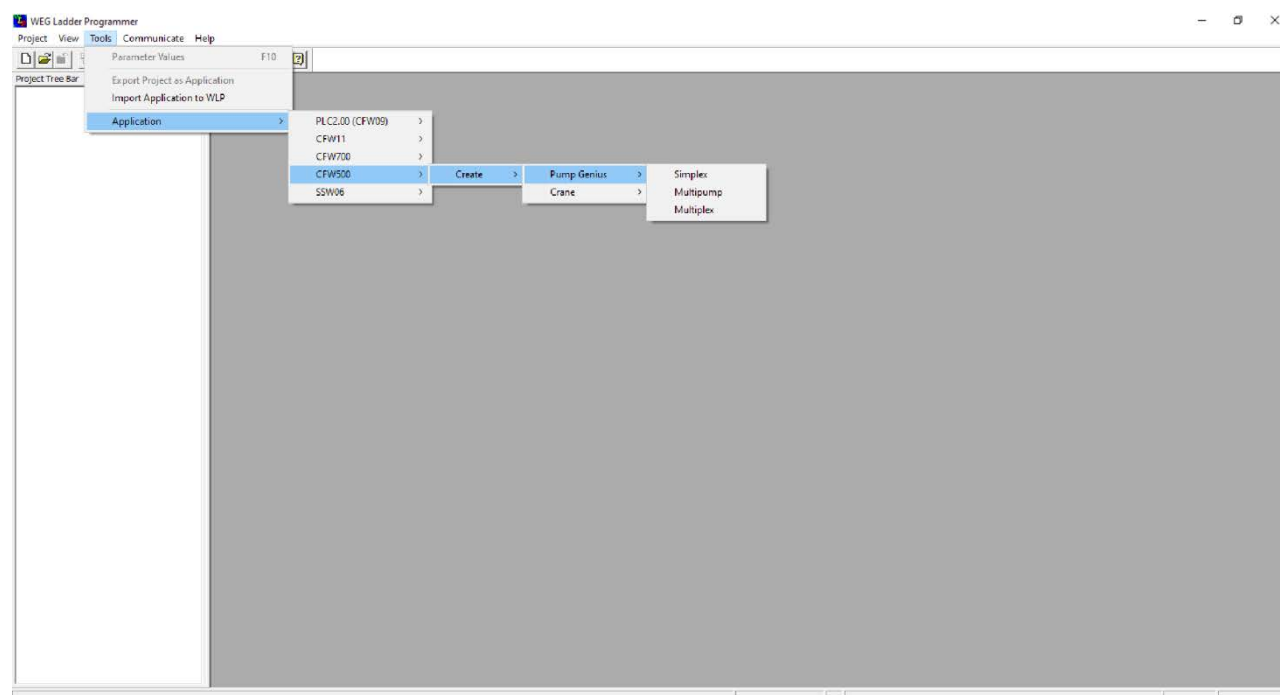 WEG Ladder Programmer
Project View Tools Communicate Help
Parameter Values F10
Project Tree Bar
Export Project as Application
Import Application to WLP
Application
PLC2.00 (CFW09)
CFW11
CFW700
CFW500
SSW06
Create
Pump Genius
Crane
Simplex
Multipump
Multiplex